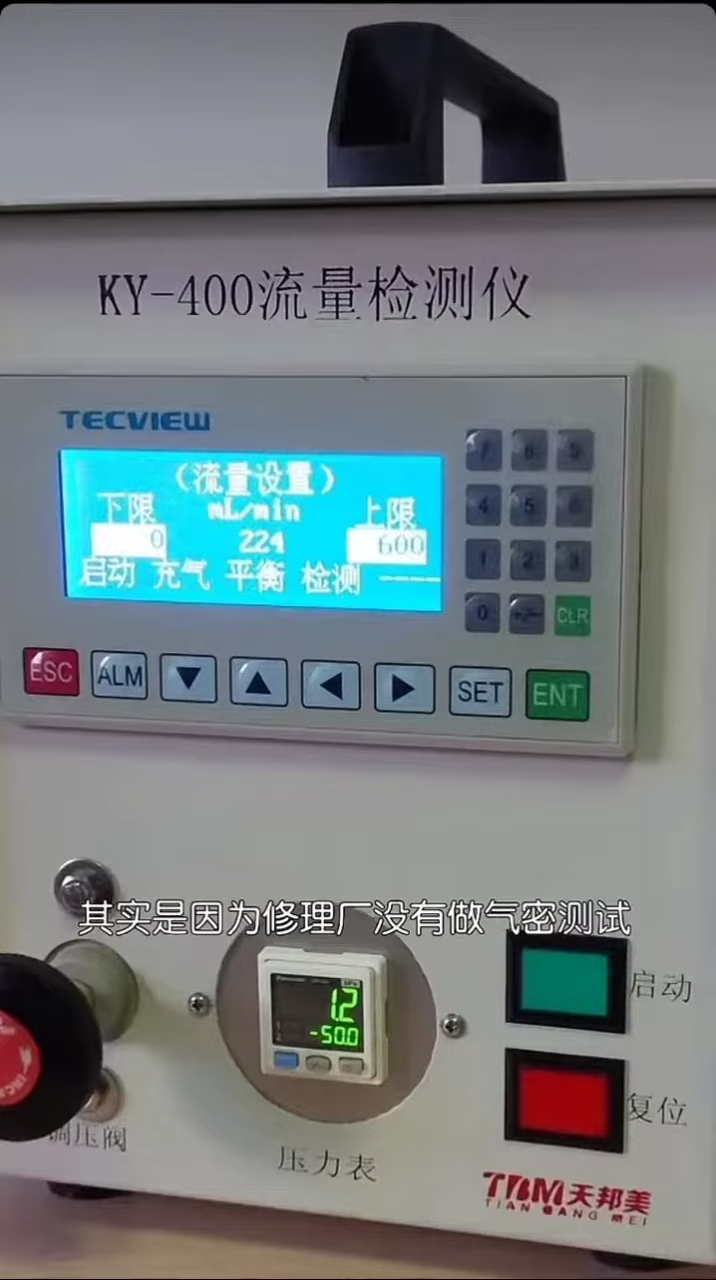 KY-400流量检测仪
TECVIEW
(流量设置)
下限 mL/min 上限
0 224 600
启动 充气 平衡 检测 ----
7 8 9
4 5 6
1 2 3
0 +/- CLR
ESC ALM ▼ ▲ ◀ ▶ SET ENT
其实是因为修理厂没有做气密测试
1.2
-50.0
启动
复位
调压阀
压力表
TBM天邦美
TIAN BANG MEI